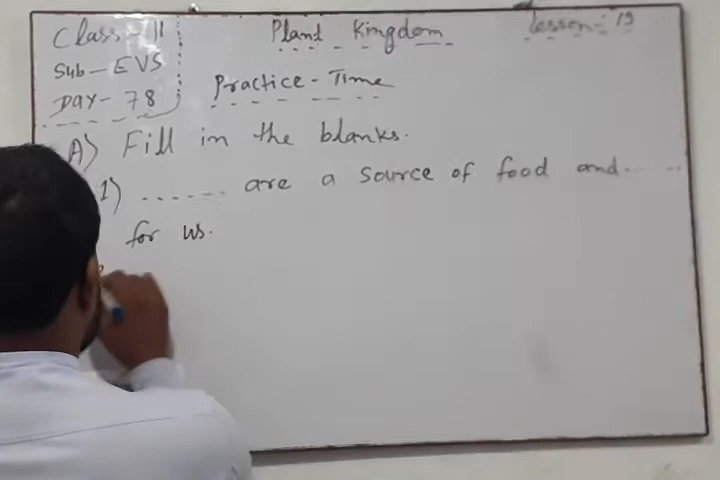 Class - II
Plant Kingdom
Lesson - 19
Sub - EVS
Practice - Time
Day - 78
A) Fill in the blanks.
1) ....... are a source of food and.... ...
for us.